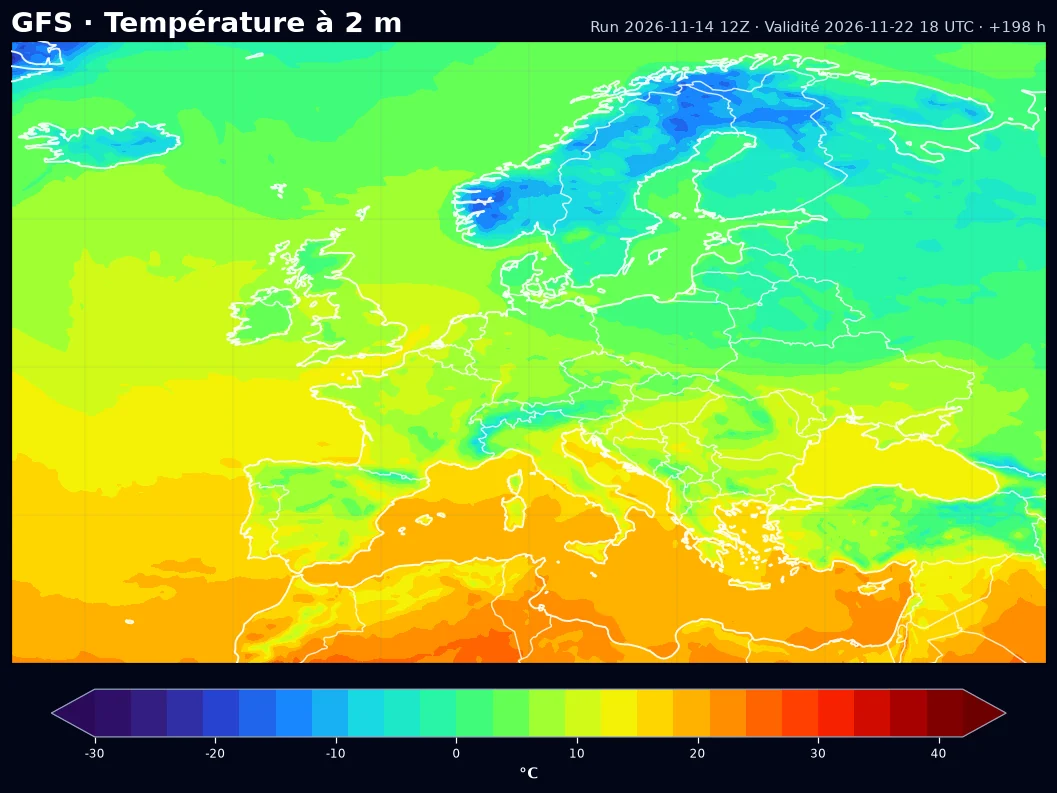 GFS · Température à 2 m
Run 2026-11-14 12Z · Validité 2026-11-22 18 UTC · +198 h
-30 -20 -10 0 10 20 30 40
°C